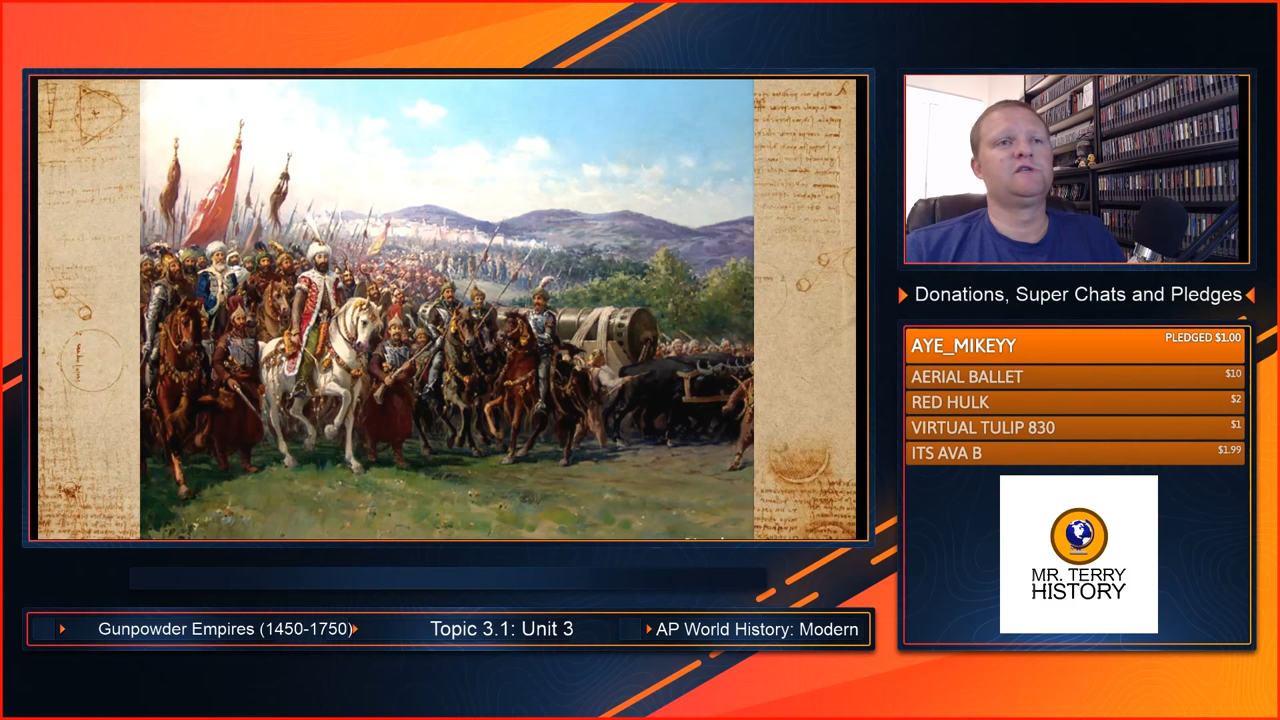 Donations, Super Chats and Pledges
AYE_MIKEYY PLEDGED $1.00
AERIAL BALLET $10
RED HULK $2
VIRTUAL TULIP 830 $1
ITS AVA B $1.99
MR. TERRY
HISTORY
Gunpowder Empires (1450-1750) Topic 3.1: Unit 3 AP World History: Modern